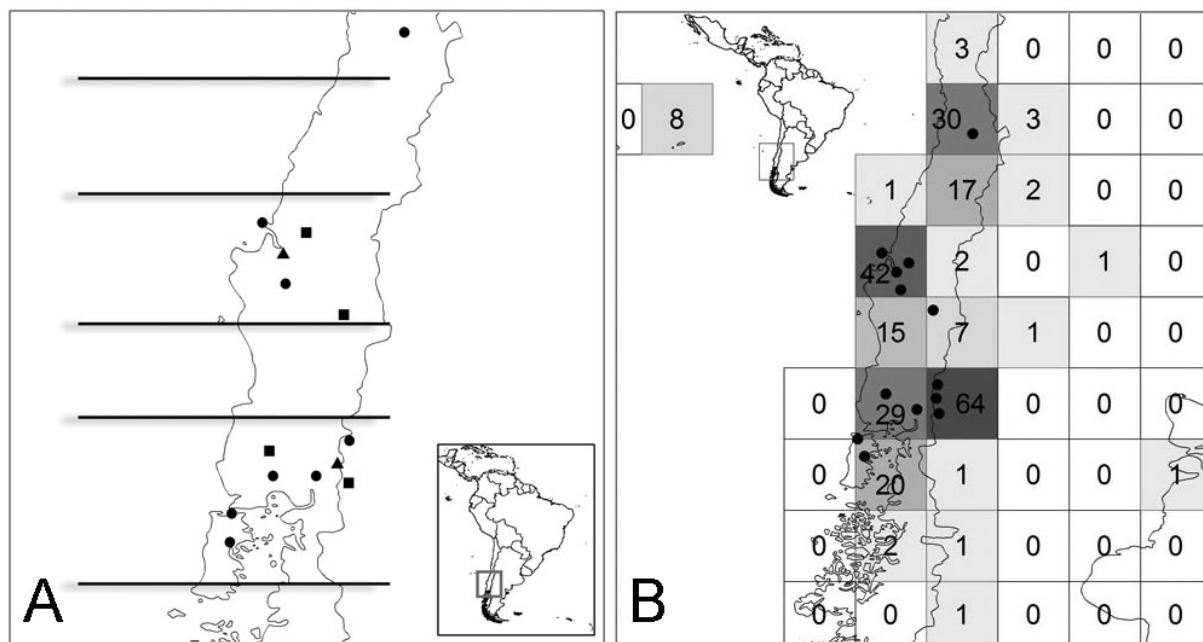 A
3 0 0 0
0 8 30 3 0 0
1 17 2 0 0
42 2 0 1 0
15 7 1 0 0
0 29 64 0 0 0
0 20 1 0 0 1
0 2 1 0 0 0
0 0 1 0 0 0
B